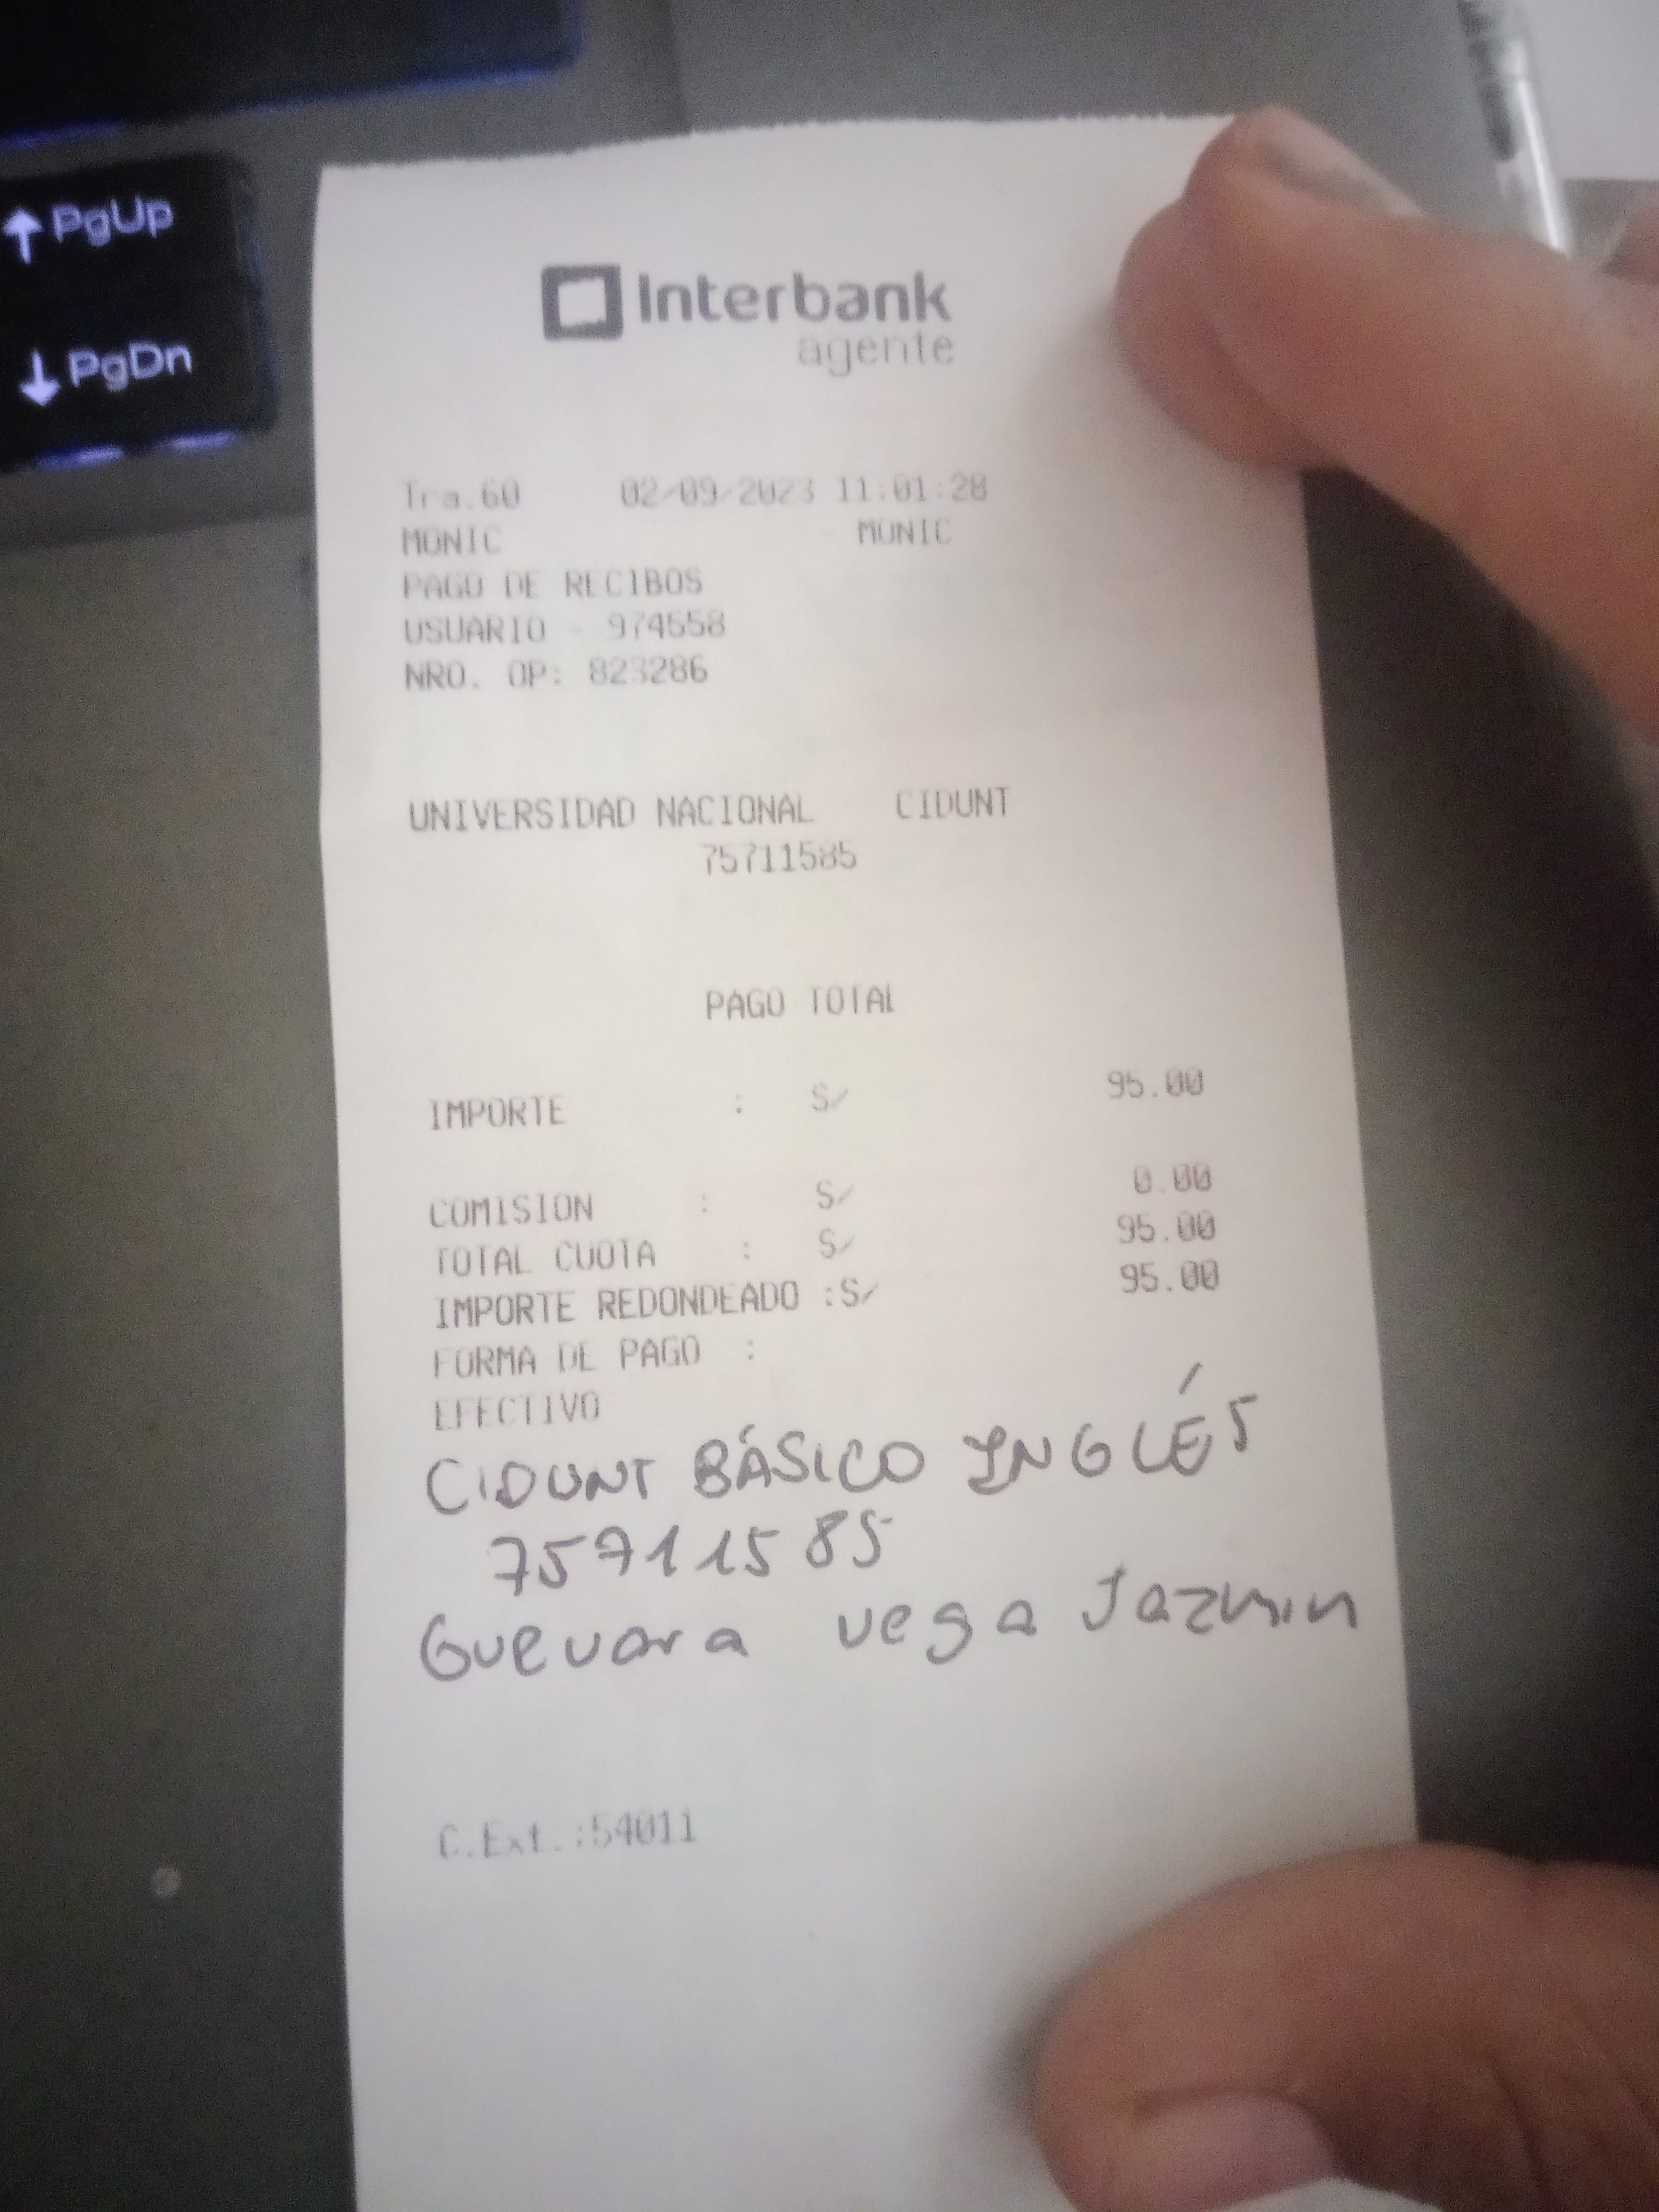 ↑ PgUp
↓ PgDn
Interbank
agente
Tra.60 02/09/2023 11:01:28
MONIC - MONIC
PAGO DE RECIBOS
USUARIO - 974558
NRO. OP: 823286
UNIVERSIDAD NACIONAL CIDUNT
75711585
PAGO TOTAL
IMPORTE : S/ 95.00
COMISION : S/ 0.00
TOTAL CUOTA : S/ 95.00
IMPORTE REDONDEADO :S/ 95.00
FORMA DE PAGO :
EFECTIVO
CIDUNT BÁSICO INGLÉS
75711585
Guevara vega Jazmin
C.Ext.:54011